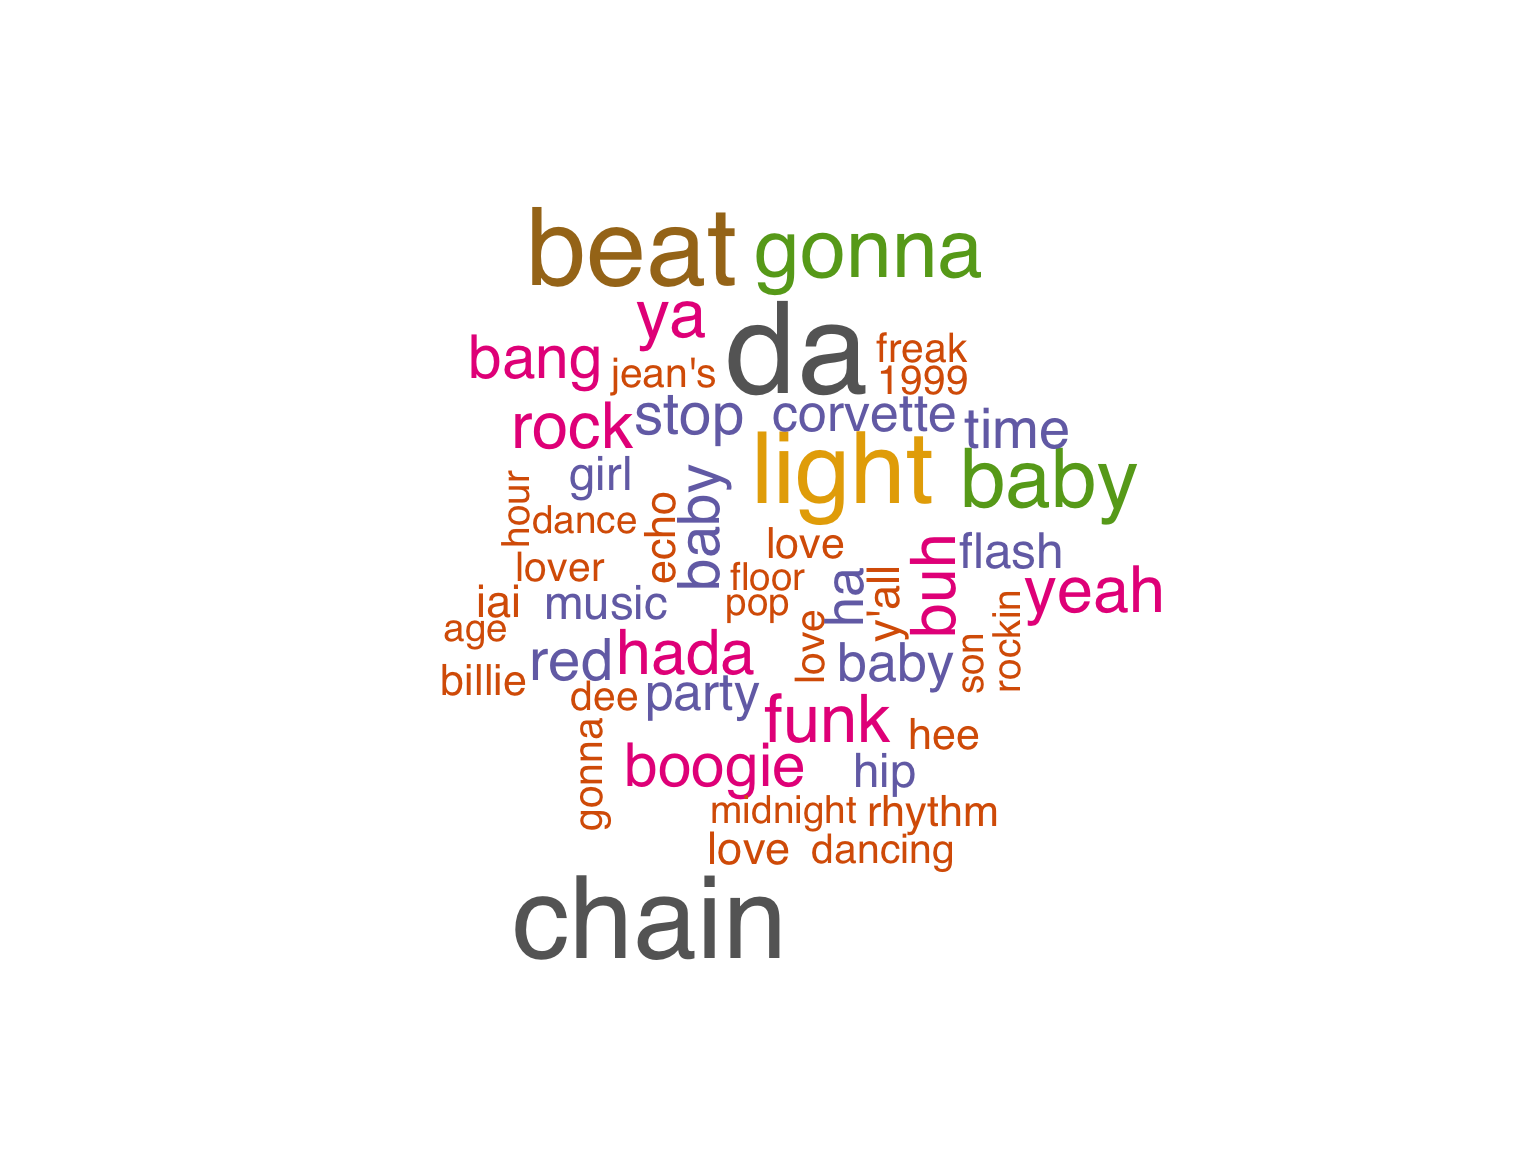 beat gonna
ya
da
bang
jean's
freak
1999
rock
stop
corvette
time
light
baby
girl
baby
hour
dance
echo
love
flash
buh
lover
floor
ha
y'all
yeah
iai
music
pop
love
rockin
age
son
billie
red
hada
baby
dee
party
funk
hee
gonna
boogie
hip
midnight rhythm
love dancing
chain